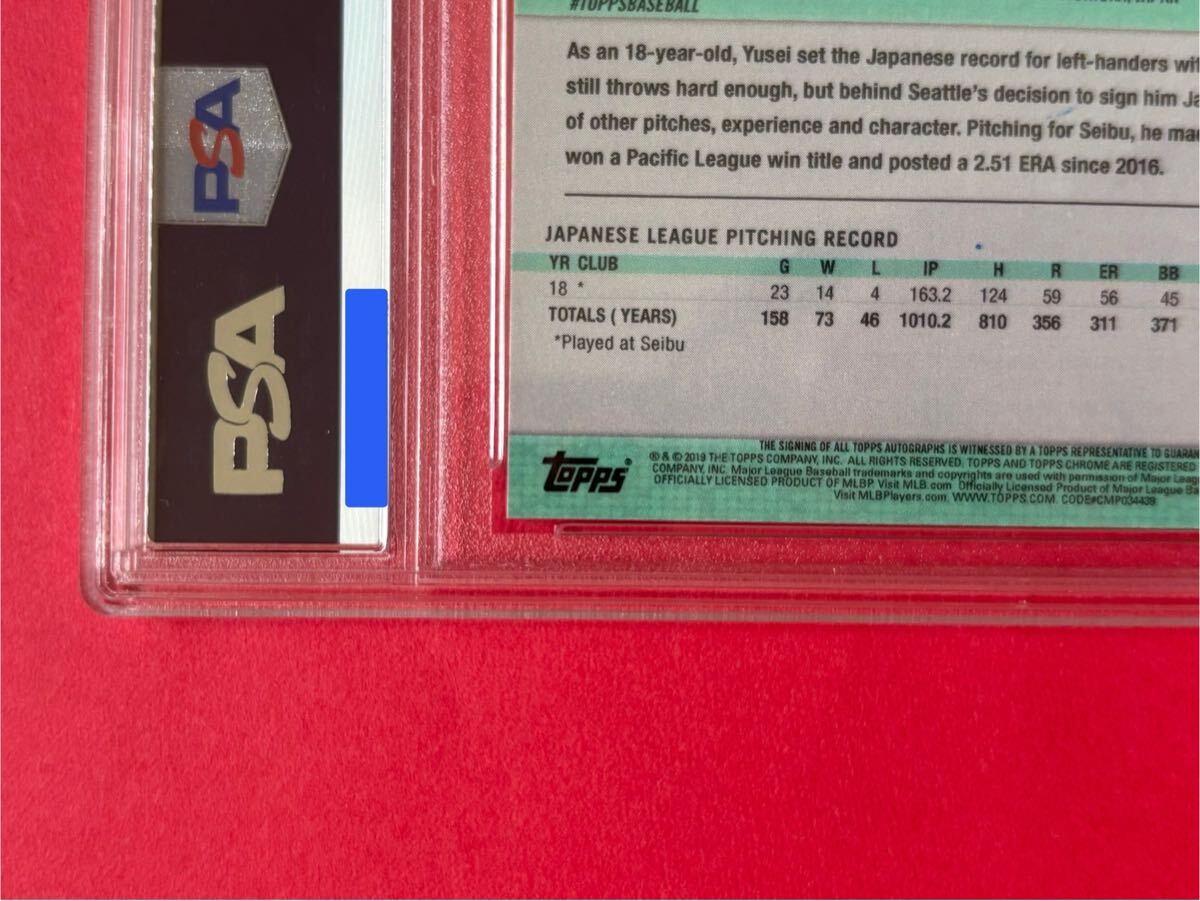 PSA
PSA
#TOPPSBASEBALL
As an 18-year-old, Yusei set the Japanese record for left-handers
still throws hard enough, but behind Seattle's decision to sign him
of other pitches, experience and character. Pitching for Seibu, he
won a Pacific League win title and posted a 2.51 ERA since 2016.
JAPANESE LEAGUE PITCHING RECORD
YR CLUB G W L IP H R ER BB
18 * 23 14 4 163.2 124 59 56 45
TOTALS ( YEARS) 158 73 46 1010.2 810 356 311 371
*Played at Seibu
topps®
THE SIGNING OF ALL TOPPS AUTOGRAPHS IS WITNESSED BY A TOPPS REPRESENTATIVE TO
® & © 2019 THE TOPPS COMPANY, INC. ALL RIGHTS RESERVED. TOPPS AND TOPPS CHROME ARE REGISTERED
COMPANY, INC. Major League Baseball trademarks and copyrights are used with permission of Major
OFFICIALLY LICENSED PRODUCT OF MLBP. Visit MLB.com Officially Licensed Product of Major League
Visit MLBPlayers.com. WWW.TOPPS.COM. CODE#CMP034439